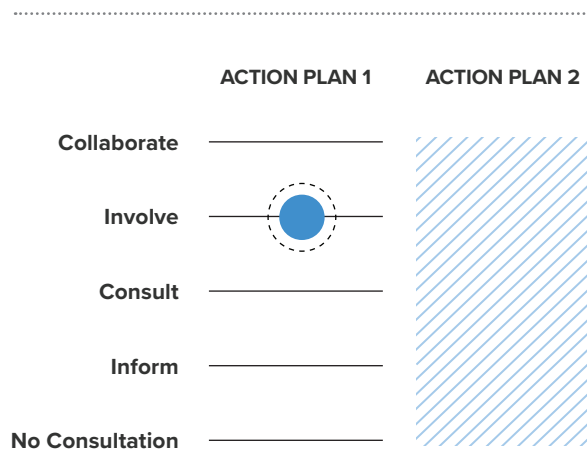 ACTION PLAN 1 ACTION PLAN 2
Collaborate
Involve
Consult
Inform
No Consultation